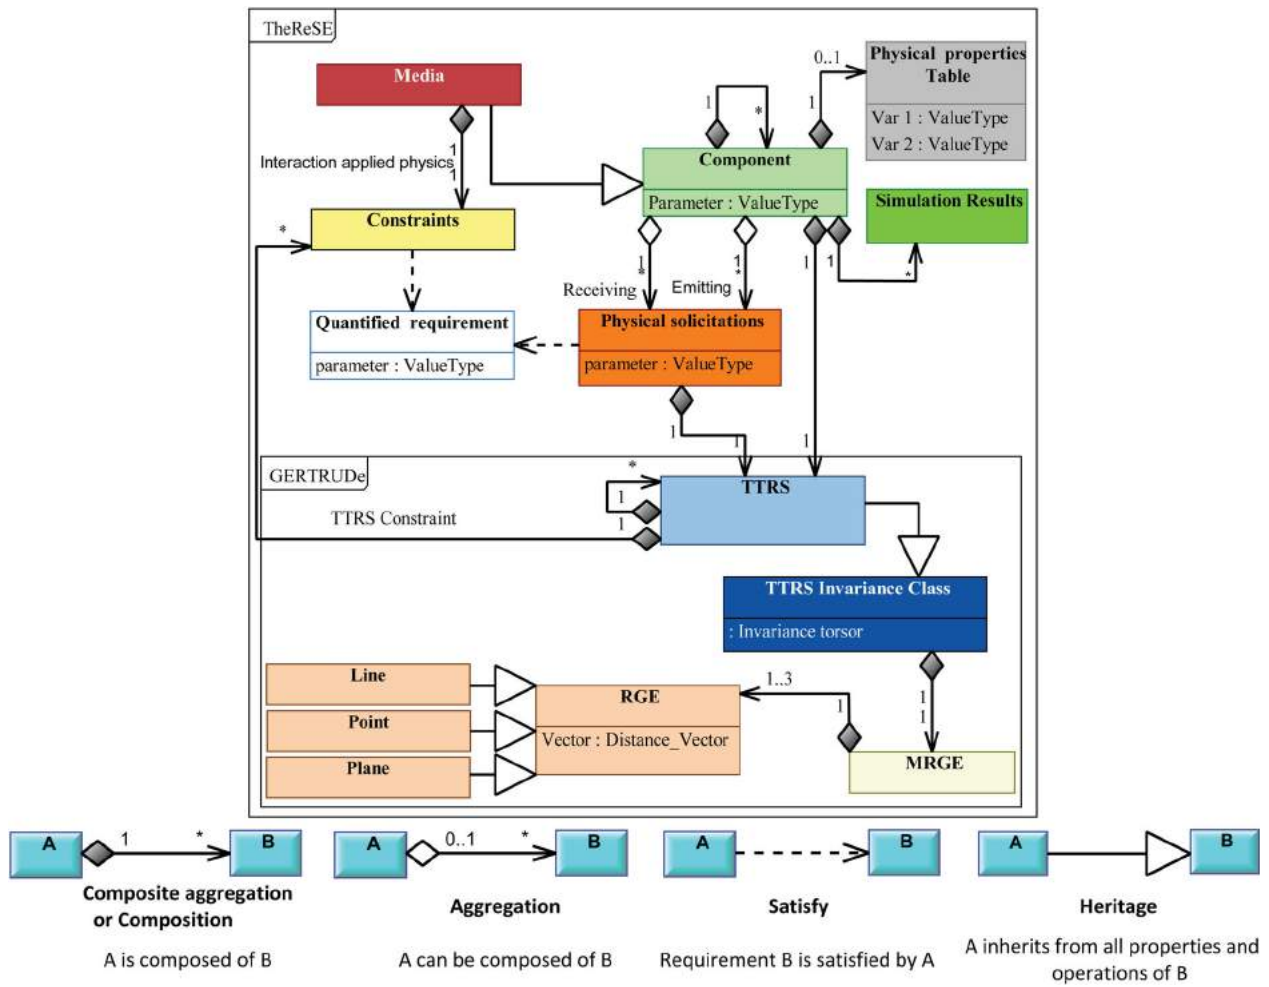 TheReSE
Media
Interaction applied physics
1
1
Constraints
*
Quantified requirement
parameter : ValueType
1
*
Component
Parameter : ValueType
0..1
1
Physical properties
Table
Var 1 : ValueType
Var 2 : ValueType
Simulation Results
1
*
1
*
Receiving
1
*
Emitting
1
Physical solicitations
parameter : ValueType
1
1
1
GERTRUDe
*
1
1
TTRS Constraint
TTRS
TTRS Invariance Class
: Invariance torsor
1
1
MRGE
1..3
1
RGE
Vector : Distance_Vector
Line
Point
Plane
A
1
*
B
Composite aggregation
or Composition
A is composed of B
A
0..1
*
B
Aggregation
A can be composed of B
A
B
Satisfy
Requirement B is satisfied by A
A
B
Heritage
A inherits from all properties and
operations of B